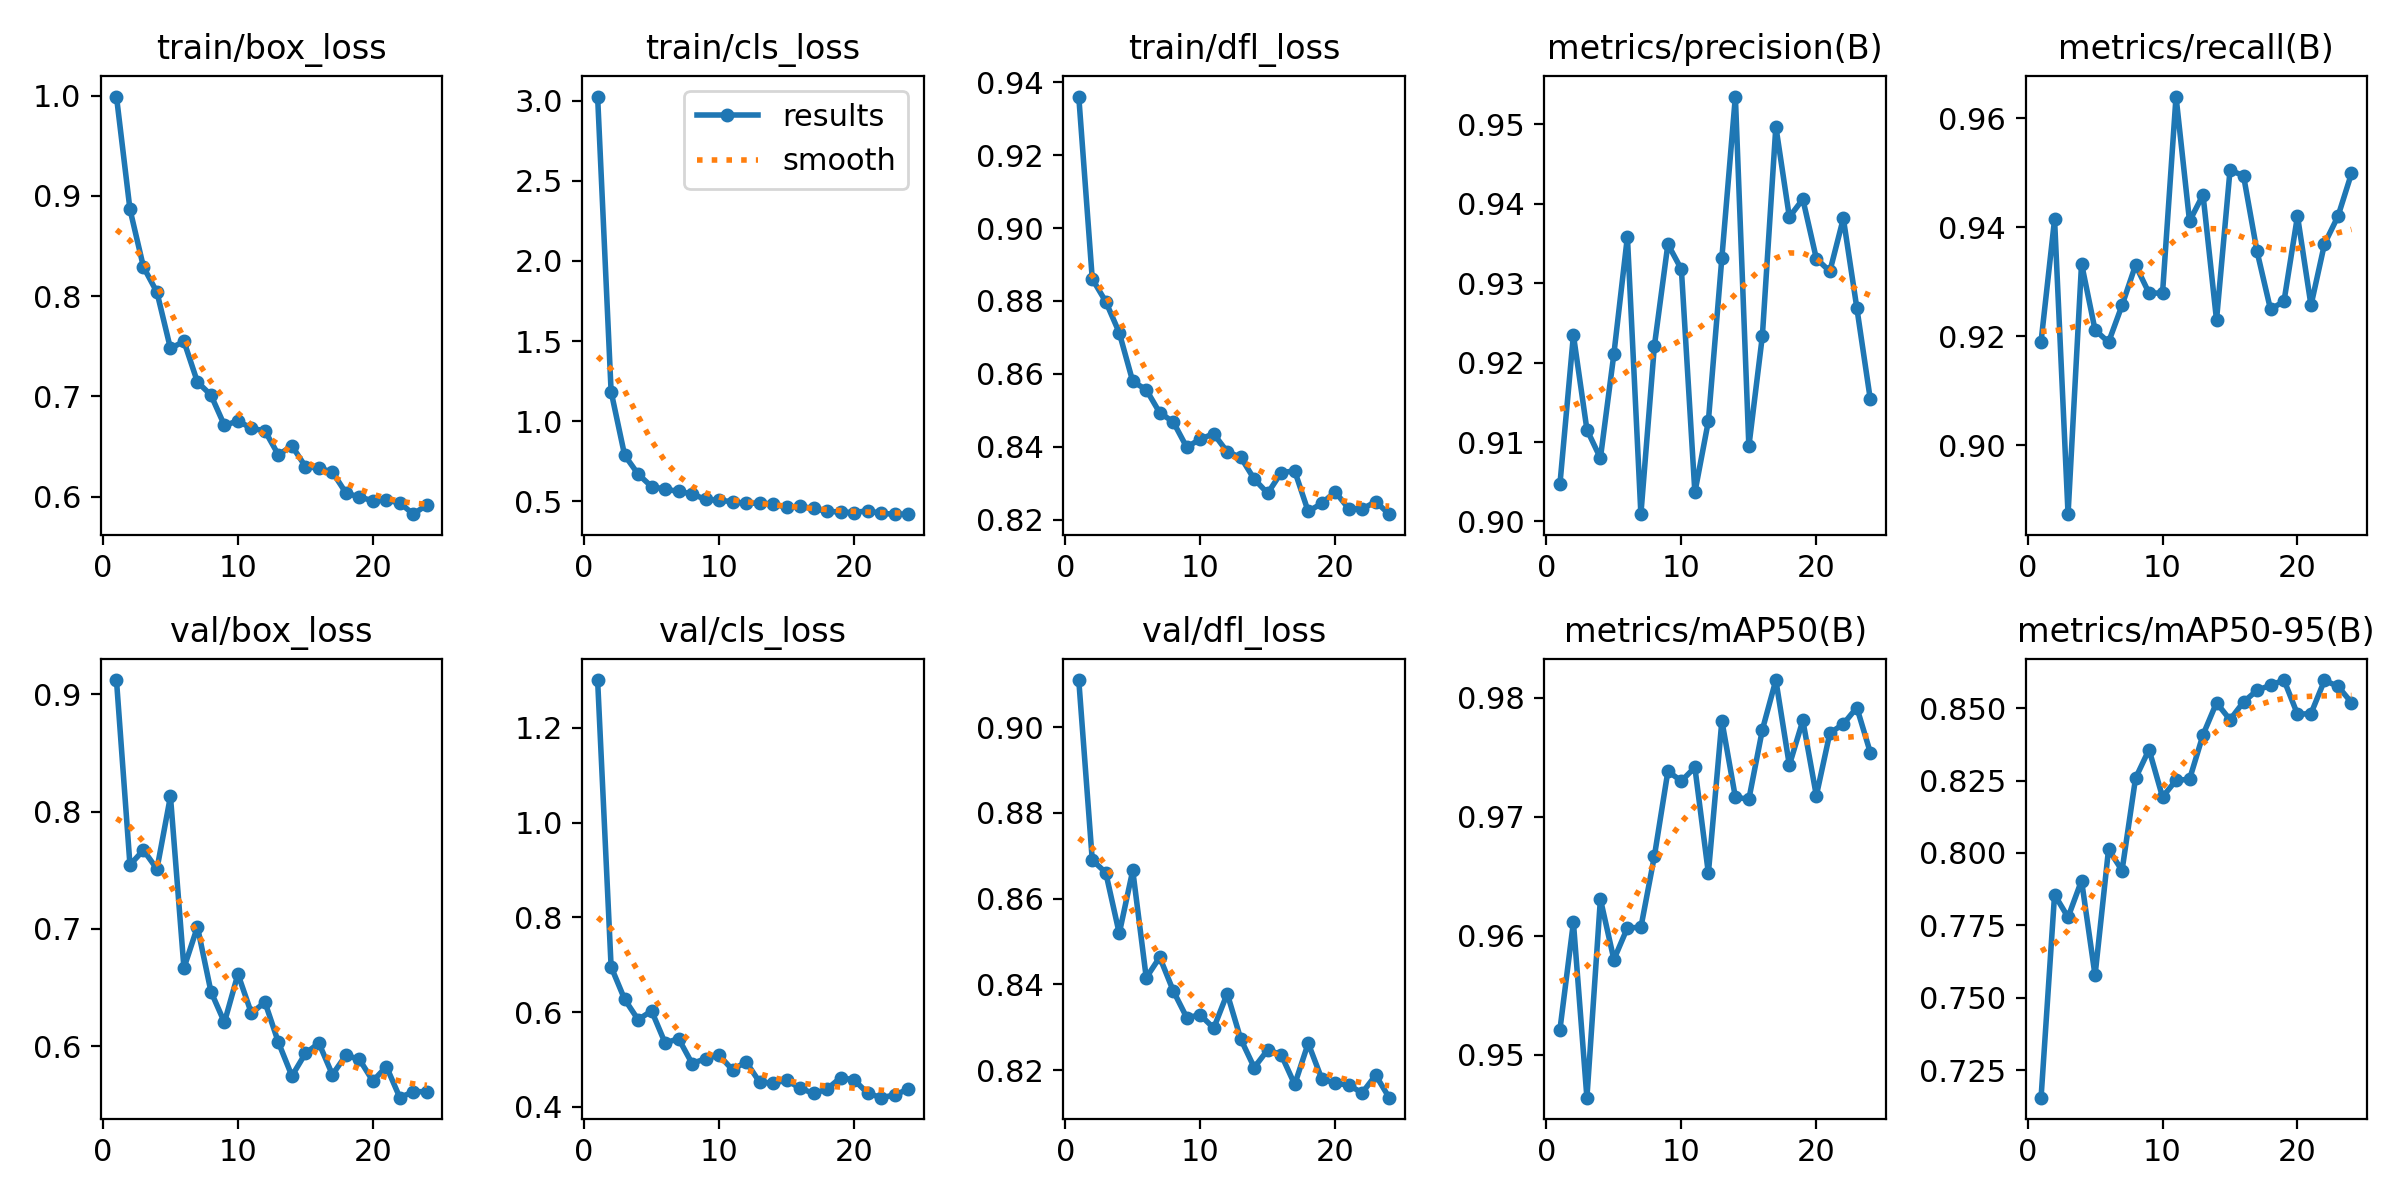 train/box_loss
1.0
0.9
0.8
0.7
0.6
0 10 20
train/cls_loss
results
smooth
3.0
2.5
2.0
1.5
1.0
0.5
0 10 20
train/dfl_loss
0.94
0.92
0.90
0.88
0.86
0.84
0.82
0 10 20
metrics/precision(B)
0.95
0.94
0.93
0.92
0.91
0.90
0 10 20
metrics/recall(B)
0.96
0.94
0.92
0.90
0 10 20
val/box_loss
0.9
0.8
0.7
0.6
0 10 20
val/cls_loss
1.2
1.0
0.8
0.6
0.4
0 10 20
val/dfl_loss
0.90
0.88
0.86
0.84
0.82
0 10 20
metrics/mAP50(B)
0.98
0.97
0.96
0.95
0 10 20
metrics/mAP50-95(B)
0.850
0.825
0.800
0.775
0.750
0.725
0 10 20